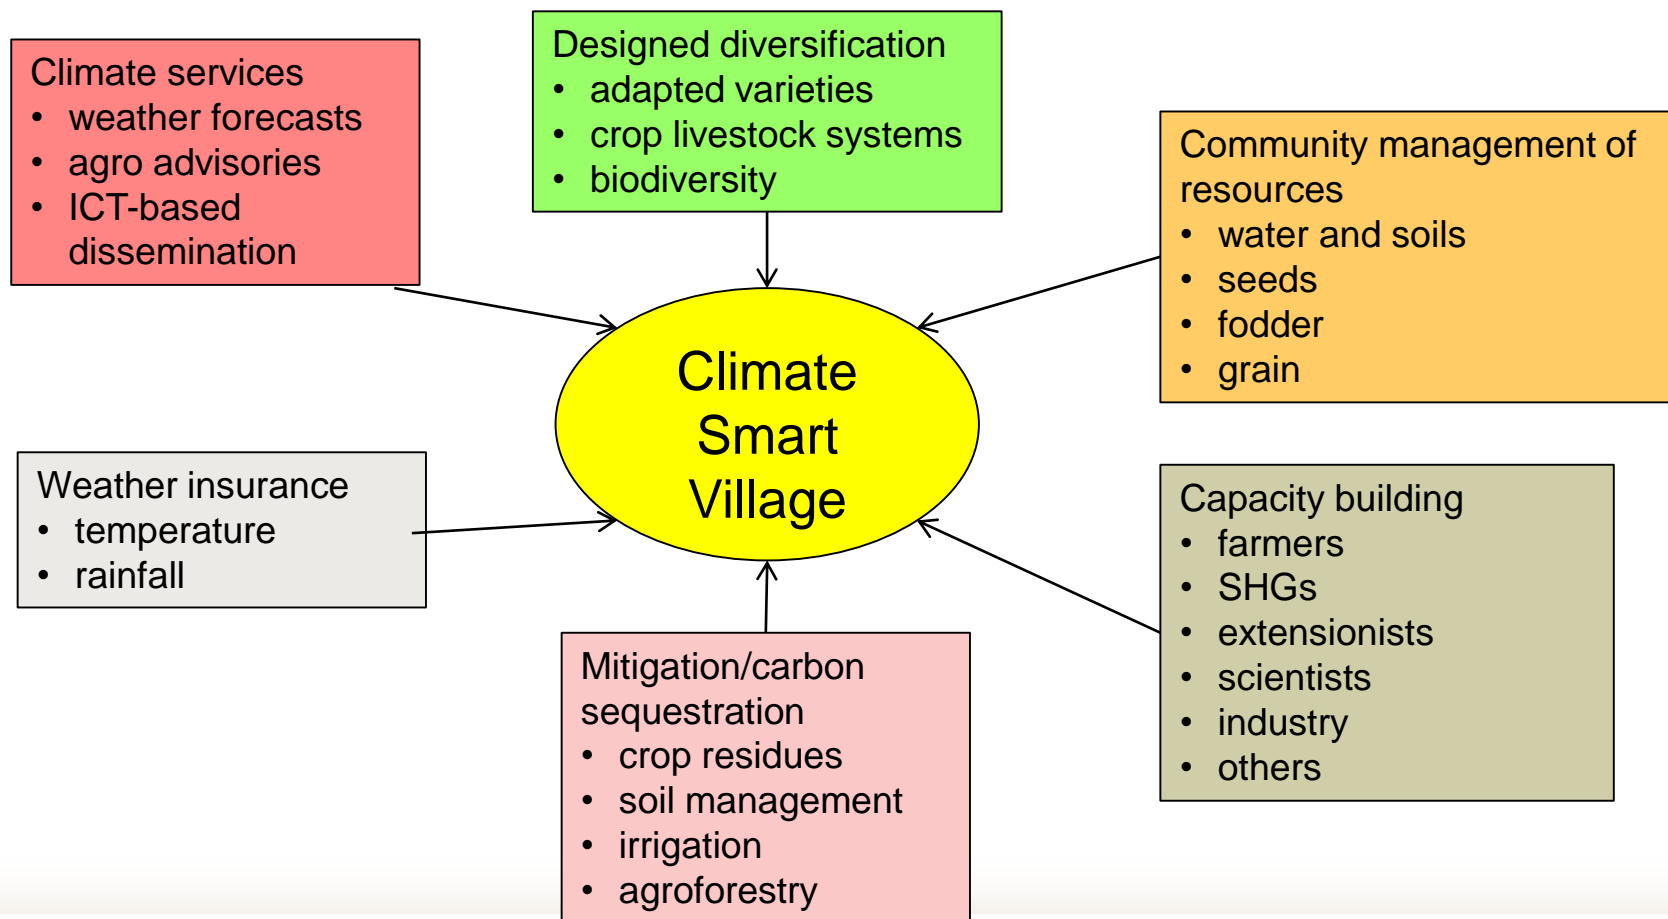 Climate services
• weather forecasts
• agro advisories
• ICT-based
dissemination
Designed diversification
• adapted varieties
• crop livestock systems
• biodiversity
Community management of
resources
• water and soils
• seeds
• fodder
• grain
Climate
Smart
Village
Weather insurance
• temperature
• rainfall
Capacity building
• farmers
• SHGs
• extensionists
• scientists
• industry
• others
Mitigation/carbon
sequestration
• crop residues
• soil management
• irrigation
• agroforestry